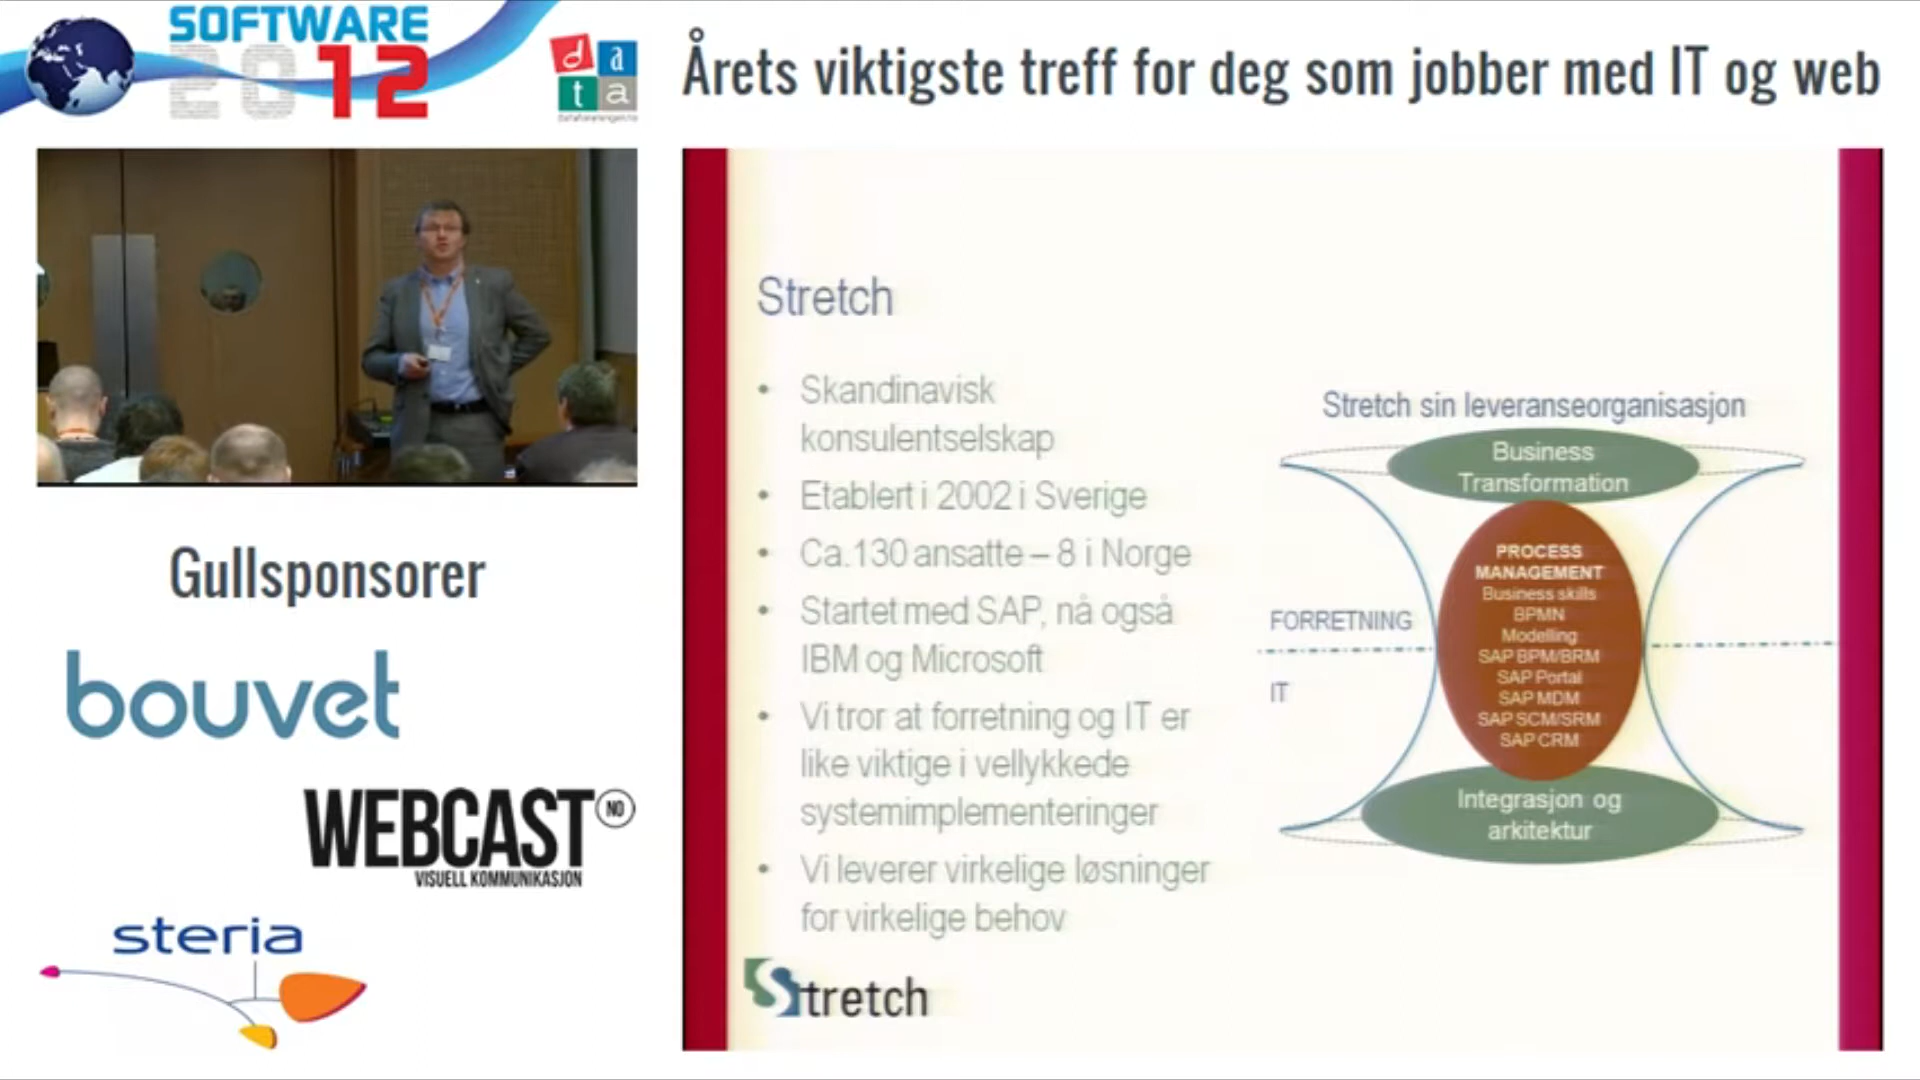 SOFTWARE
2012
data
Årets viktigste treff for deg som jobber med IT og web
Gullsponsorer
bouvet
WEBCAST NO
VISUELL KOMMUNIKASJON
steria
Stretch
• Skandinavisk
konsulentselskap
• Etablert i 2002 i Sverige
• Ca.130 ansatte – 8 i Norge
• Startet med SAP, nå også
IBM og Microsoft
• Vi tror at forretning og IT er
like viktige i vellykkede
systemimplementeringer
• Vi leverer virkelige løsninger
for virkelige behov
Stretch
Stretch sin leveranseorganisasjon
Business
Transformation
PROCESS
MANAGEMENT
Business skills
BPMN
Modelling
SAP BPM/BRM
SAP Portal
SAP MDM
SAP SCM/SRM
SAP CRM
FORRETNING
IT
Integrasjon og
arkitektur